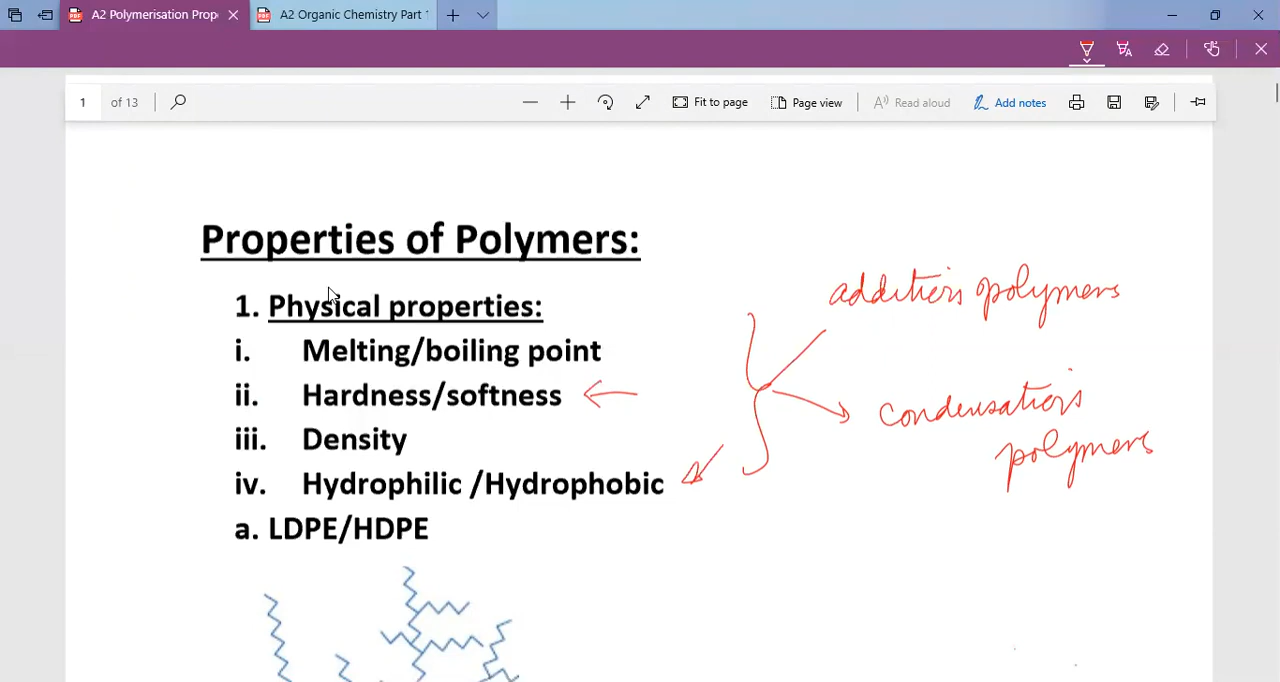 A2 Polymerisation Prop
A2 Organic Chemistry Part 1
1 of 13
Fit to page
Page view
Read aloud
Add notes
Properties of Polymers:
1. Physical properties:
i. Melting/boiling point
ii. Hardness/softness
iii. Density
iv. Hydrophilic /Hydrophobic
a. LDPE/HDPE
addition polymers
condensation
polymers